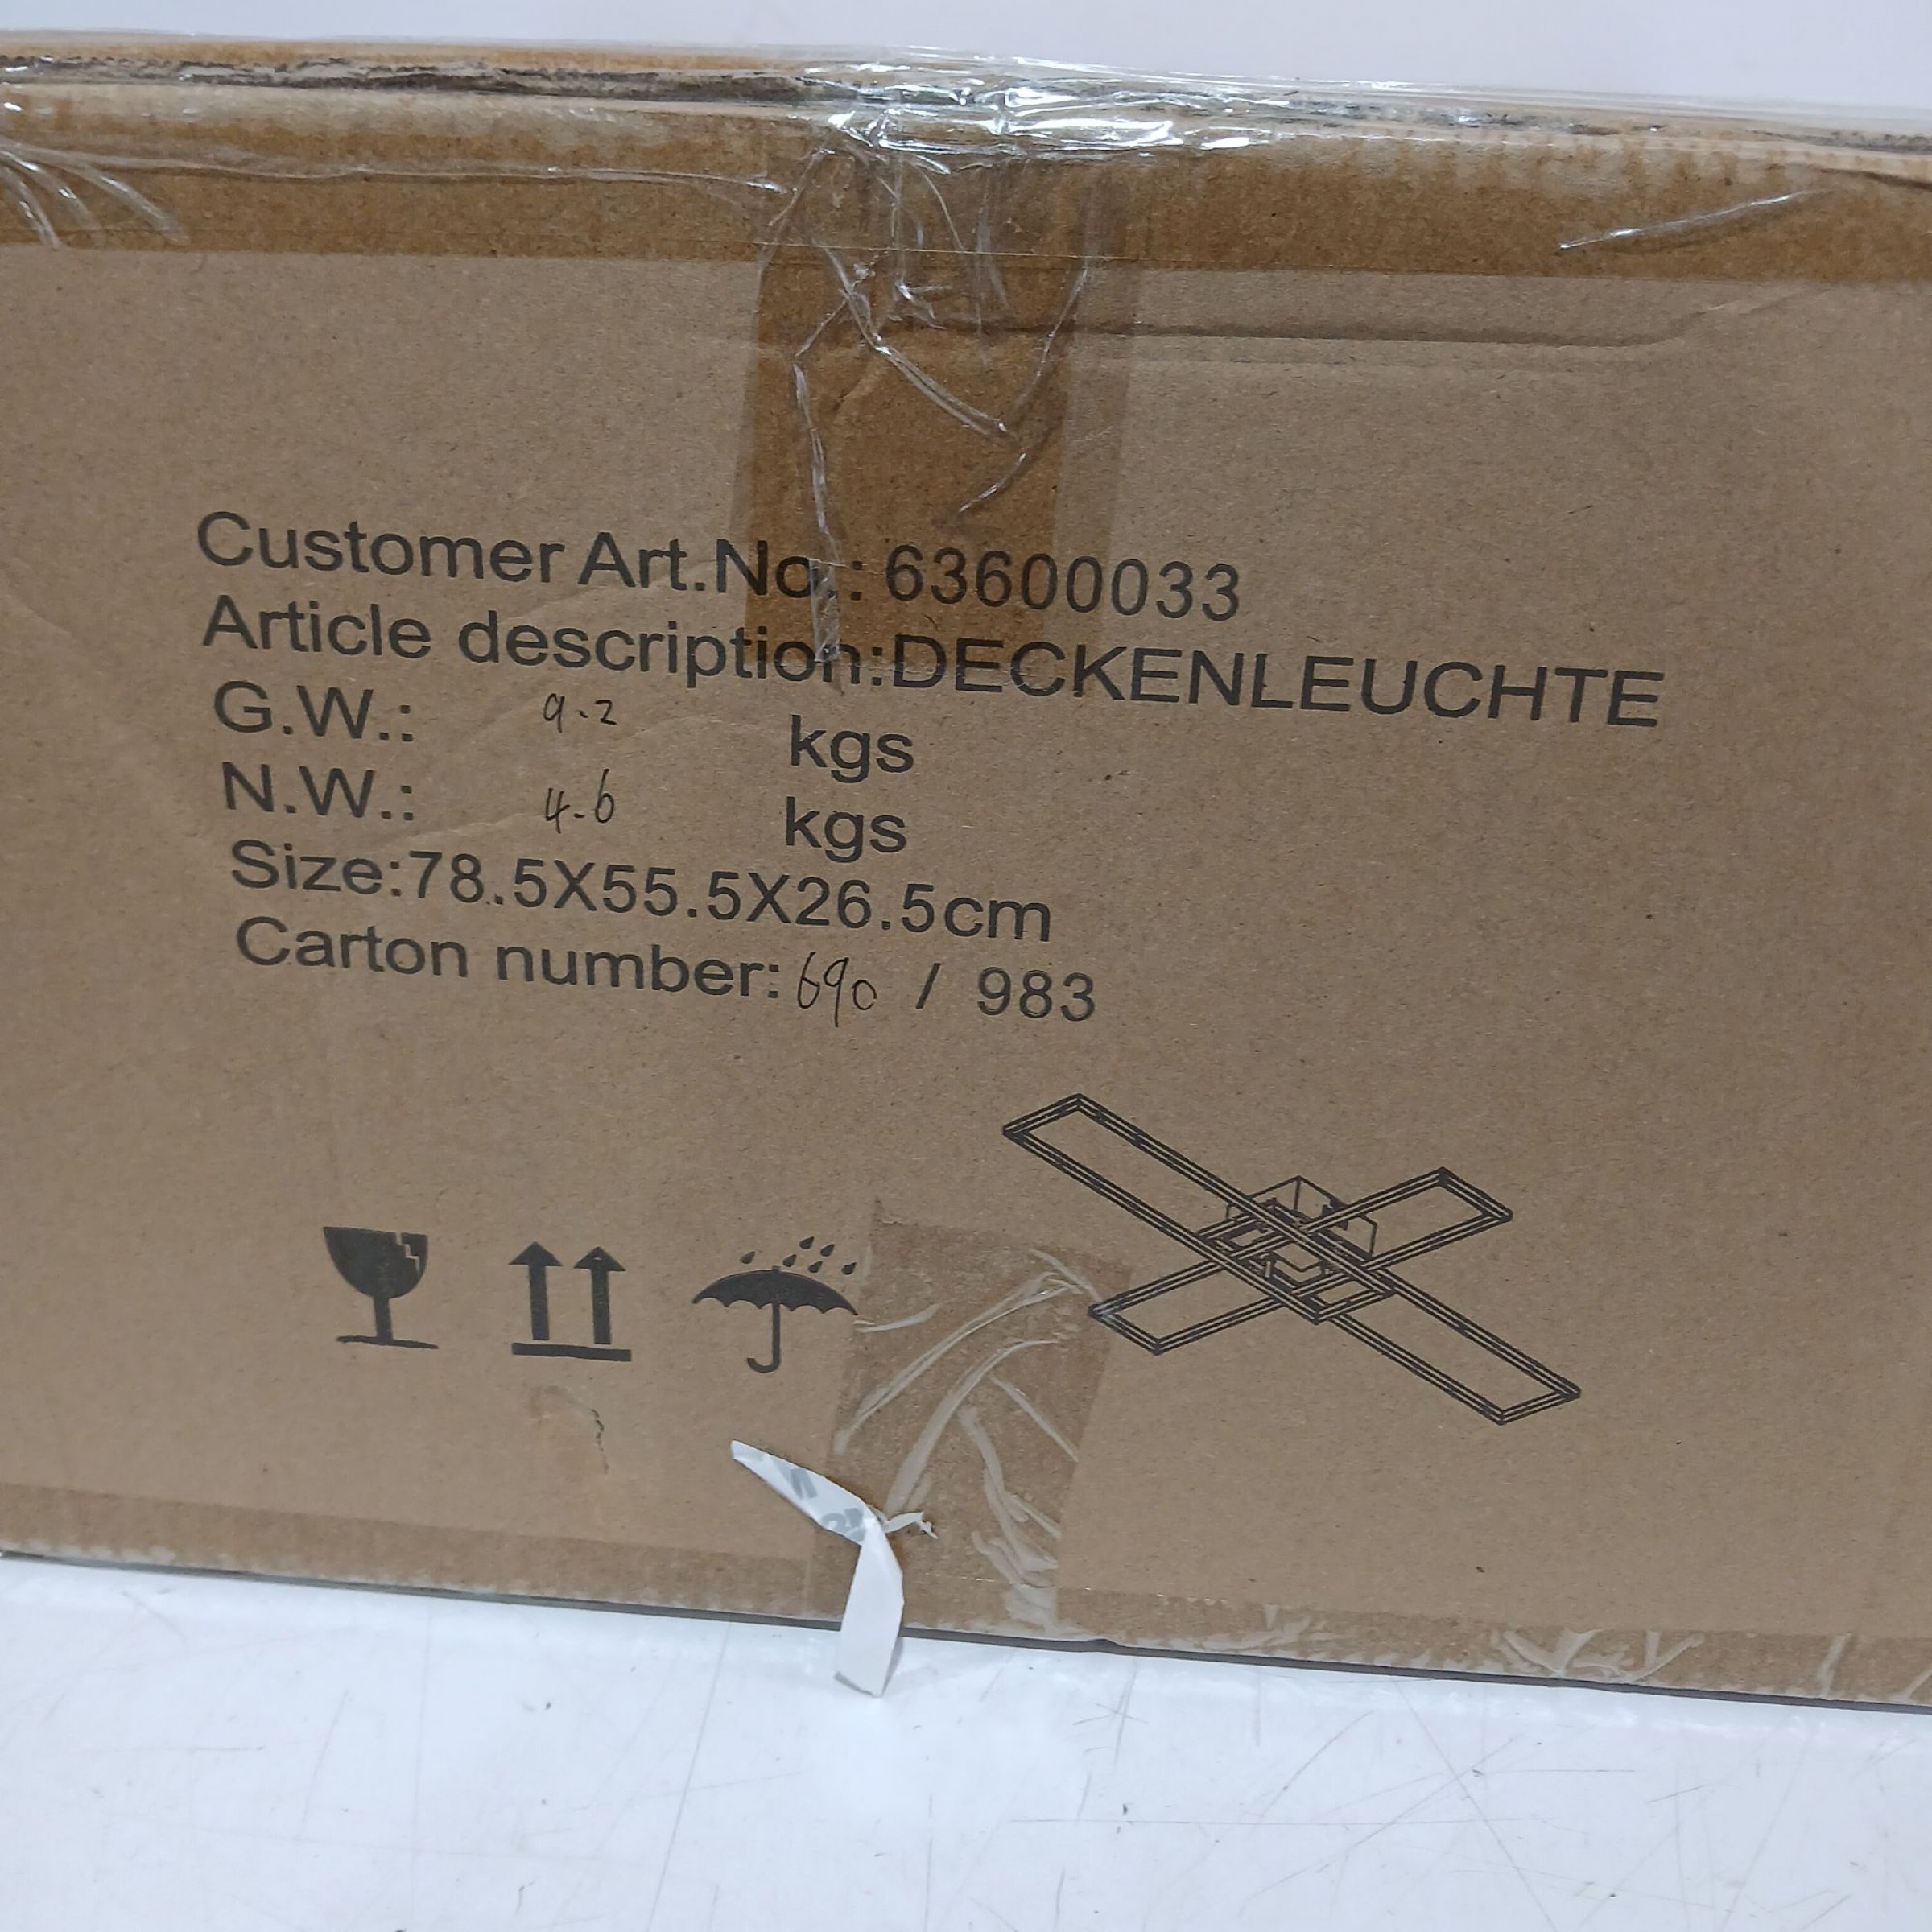 Customer Art.No.: 63600033
Article description:DECKENLEUCHTE
G.W.: 9.2 kgs
N.W.: 4.6 kgs
Size:78.5X55.5X26.5cm
Carton number:690 / 983